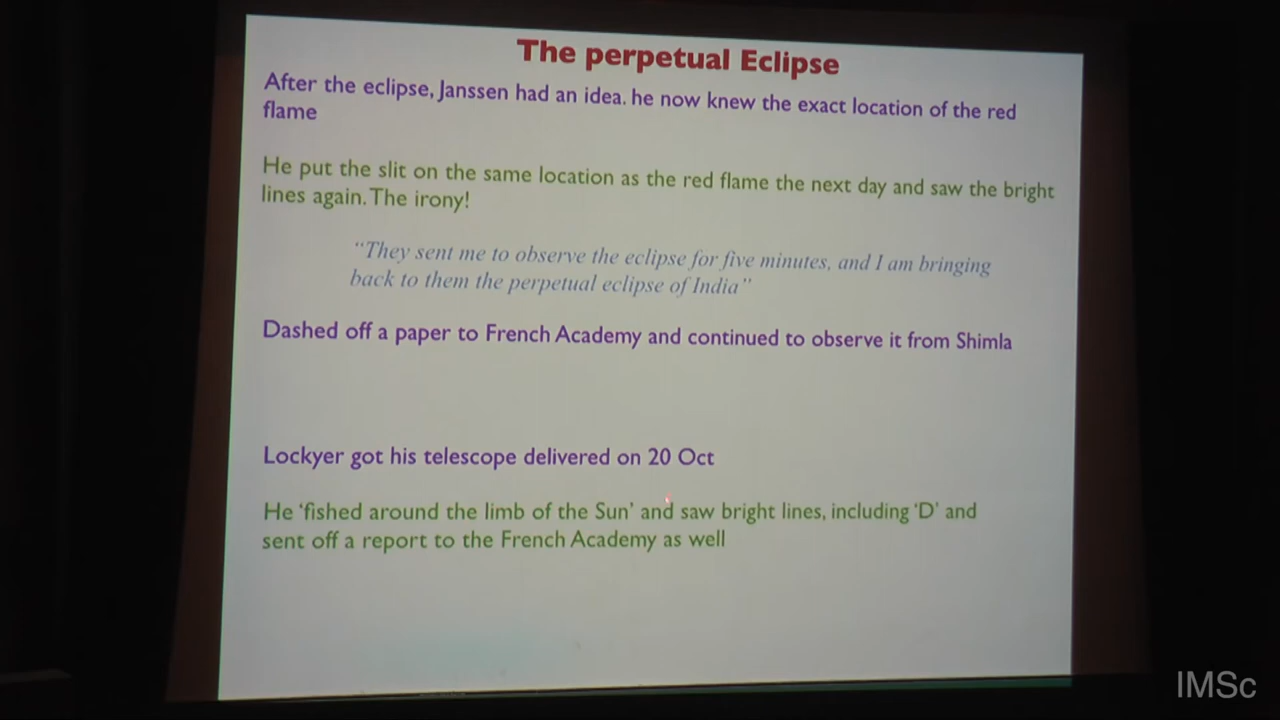 The perpetual Eclipse
After the eclipse, Janssen had an idea. he now knew the exact location of the red
flame
He put the slit on the same location as the red flame the next day and saw the bright
lines again. The irony!
“They sent me to observe the eclipse for five minutes, and I am bringing
back to them the perpetual eclipse of India”
Dashed off a paper to French Academy and continued to observe it from Shimla
Lockyer got his telescope delivered on 20 Oct
He ‘fished around the limb of the Sun’ and saw bright lines, including ‘D’ and
sent off a report to the French Academy as well
IMSc